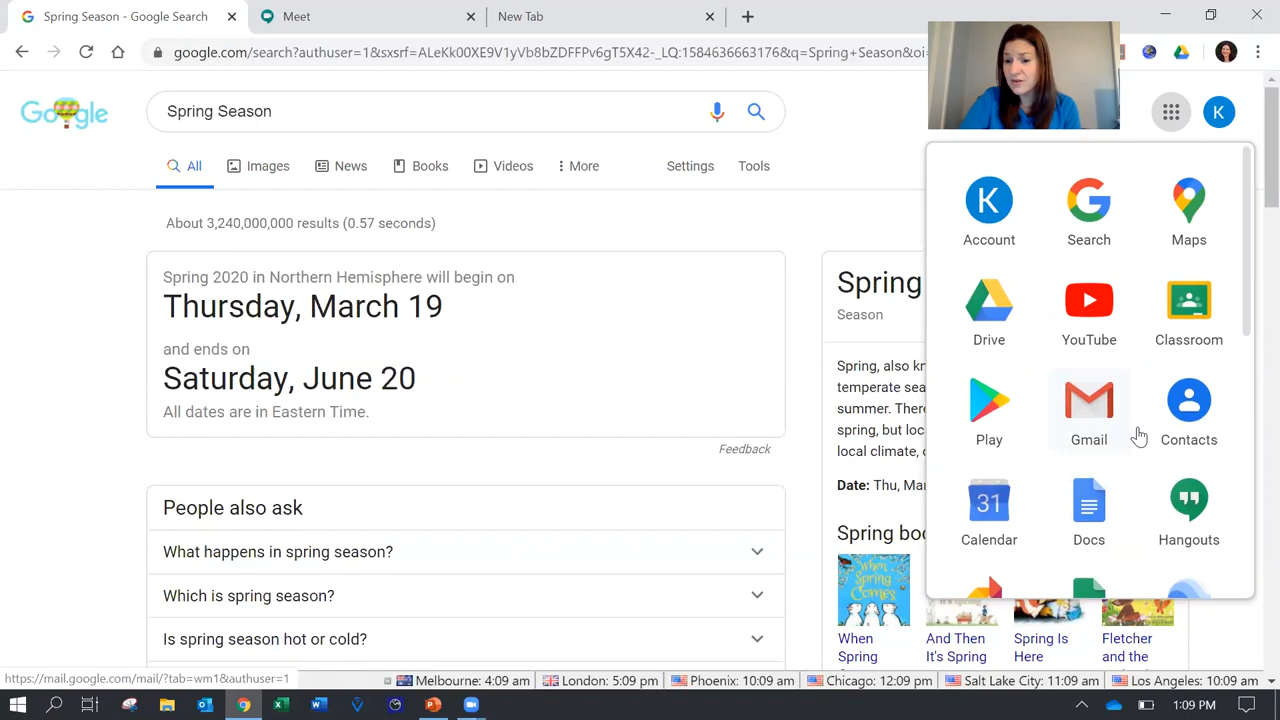 Spring Season - Google Search
Meet
New Tab
google.com/search?authuser=1&sxsrf=ALeKk00XE9V1yVb8bZDFFPv6gT5X42-_LQ:1584636663176&q=Spring+Season&oi=
Google
Spring Season
K
All
Images
News
Books
Videos
More
Settings
Tools
About 3,240,000,000 results (0.57 seconds)
Spring 2020 in Northern Hemisphere will begin on
Thursday, March 19
and ends on
Saturday, June 20
All dates are in Eastern Time.
Feedback
People also ask
What happens in spring season?
Which is spring season?
Is spring season hot or cold?
Spring
Season
Spring, also
temperate
summer. There
spring, but
local climate,
Date: Thu,
Spring
When Spring Comes
When
Spring
And Then
It's Spring
Spring Is
Here
Fletcher
and the
K
Account
Search
Maps
Drive
YouTube
Classroom
Play
Gmail
Contacts
31
Calendar
Docs
Hangouts
https://mail.google.com/mail/?tab=wm1&authuser=1
Melbourne: 4:09 am
London: 5:09 pm
Phoenix: 10:09 am
Chicago: 12:09 pm
Salt Lake City: 11:09 am
Los Angeles: 10:09 am
1:09 PM